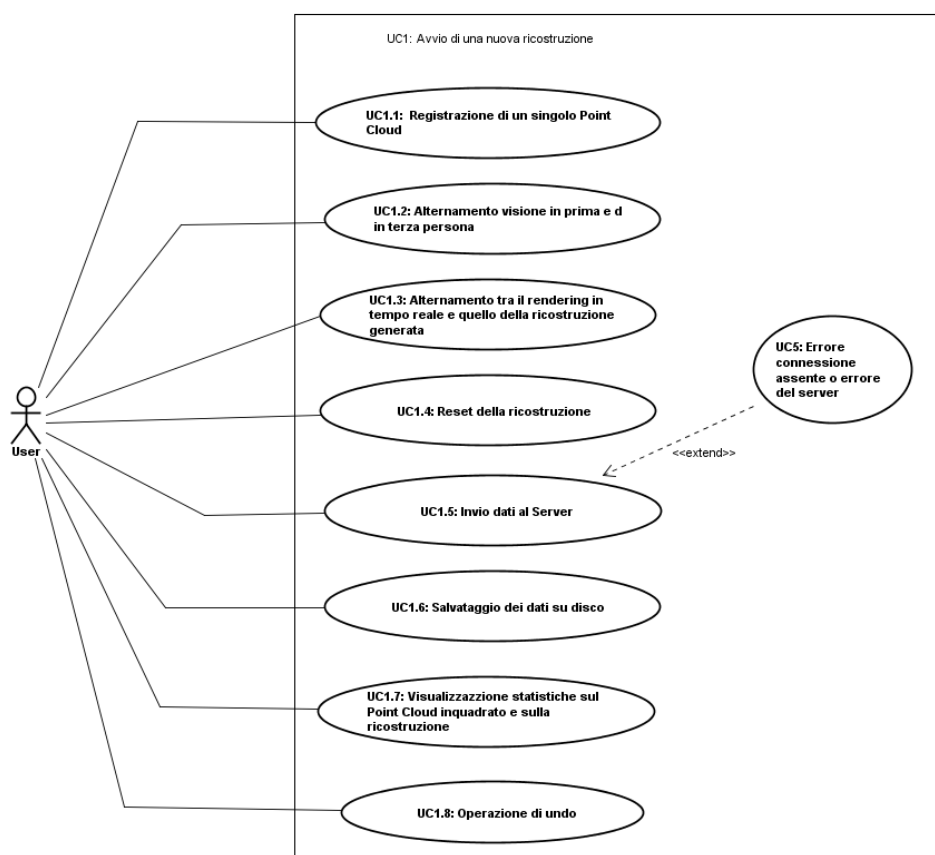 UC1: Avvio di una nuova ricostruzione
UC1.1: Registrazione di un singolo Point
Cloud
UC1.2: Alternamento visione in prima e d
in terza persona
UC1.3: Alternamento tra il rendering in
tempo reale e quello della ricostruzione
generata
UC5: Errore
connessione
assente o errore
del server
UC1.4: Reset della ricostruzione
User
<<extend>>
UC1.5: Invio dati al Server
UC1.6: Salvataggio dei dati su disco
UC1.7: Visualizzazzione statistiche sul
Point Cloud inquadrato e sulla
ricostruzione
UC1.8: Operazione di undo